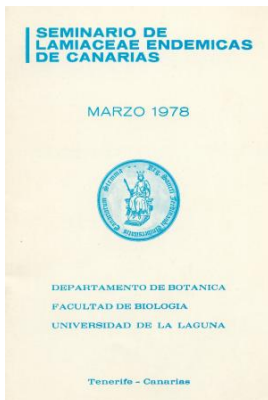 SEMINARIO DE
LAMIACEAE ENDEMICAS
DE CANARIAS
MARZO 1978
DEPARTAMENTO DE BOTANICA
FACULTAD DE BIOLOGIA
UNIVERSIDAD DE LA LAGUNA
Tenerife - Canarias